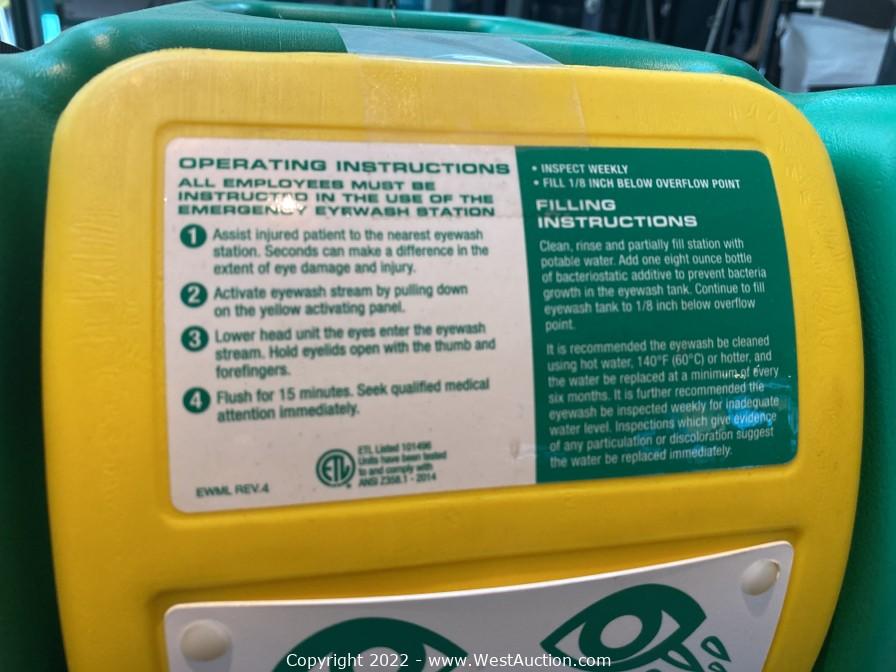 OPERATING INSTRUCTIONS
ALL EMPLOYEES MUST BE
INSTRUCTED IN THE USE OF THE
EMERGENCY EYEWASH STATION
1 Assist injured patient to the nearest eyewash
station. Seconds can make a difference in the
extent of eye damage and injury.
2 Activate eyewash stream by pulling down
on the yellow activating panel.
3 Lower head unit the eyes enter the eyewash
stream. Hold eyelids open with the thumb and
forefingers.
4 Flush for 15 minutes. Seek qualified medical
attention immediately.
ETL
ETL Listed 101496
Units have been tested
to and comply with
ANSI Z358.1 - 2014
EWML REV.4
• INSPECT WEEKLY
• FILL 1/8 INCH BELOW OVERFLOW POINT
FILLING
INSTRUCTIONS
Clean, rinse and partially fill station with
potable water. Add one eight ounce bottle
of bacteriostatic additive to prevent bacteria
growth in the eyewash tank. Continue to fill
eyewash tank to 1/8 inch below overflow
point.
It is recommended the eyewash be cleaned
using hot water, 140°F (60°C) or hotter, and
the water be replaced at a minimum of every
six months. It is further recommended the
eyewash be inspected weekly for inadequate
water level. Inspections which give evidence
of any particulation or discoloration suggest
the water be replaced immediately.
Copyright 2022 - www.WestAuction.com